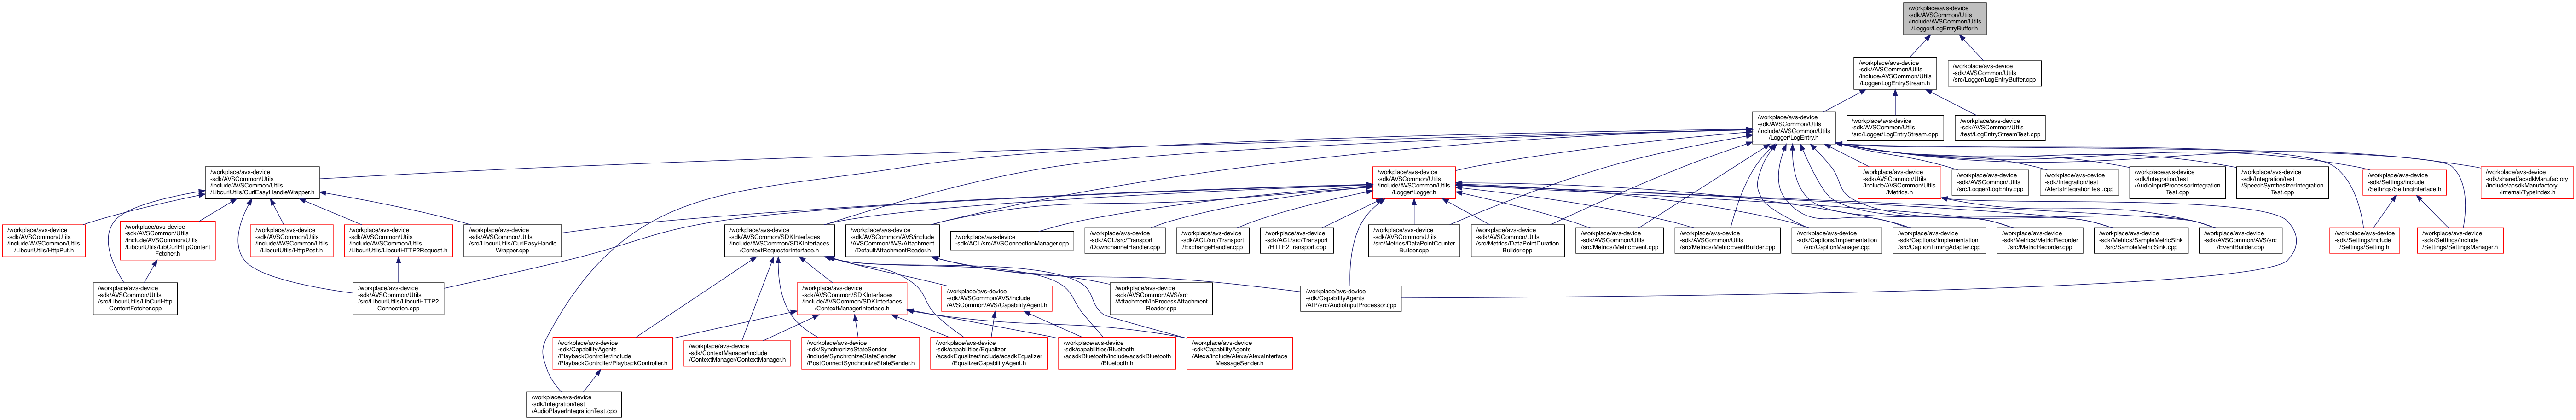 /workplace/avs-device
-sdk/AVSCommon/Utils
/include/AVSCommon/Utils
/Logger/LogEntryBuffer.h
/workplace/avs-device
-sdk/AVSCommon/Utils
/include/AVSCommon/Utils
/Logger/LogEntryStream.h
/workplace/avs-device
-sdk/AVSCommon/Utils
/src/Logger/LogEntryBuffer.cpp
/workplace/avs-device
-sdk/AVSCommon/Utils
/include/AVSCommon/Utils
/Logger/LogEntry.h
/workplace/avs-device
-sdk/AVSCommon/Utils
/src/Logger/LogEntryStream.cpp
/workplace/avs-device
-sdk/AVSCommon/Utils
/test/LogEntryStreamTest.cpp
/workplace/avs-device
-sdk/AVSCommon/Utils
/include/AVSCommon/Utils
/LibcurlUtils/CurlEasyHandleWrapper.h
/workplace/avs-device
-sdk/AVSCommon/Utils
/include/AVSCommon/Utils
/Logger/Logger.h
/workplace/avs-device
-sdk/AVSCommon/Utils
/include/AVSCommon/Utils
/Metrics.h
/workplace/avs-device
-sdk/AVSCommon/Utils
/src/Logger/LogEntry.cpp
/workplace/avs-device
-sdk/Integration/test
/AlertsIntegrationTest.cpp
/workplace/avs-device
-sdk/Integration/test
/AudioInputProcessorIntegration
Test.cpp
/workplace/avs-device
-sdk/Integration/test
/SpeechSynthesizerIntegration
Test.cpp
/workplace/avs-device
-sdk/Settings/include
/Settings/SettingInterface.h
/workplace/avs-device
-sdk/shared/acsdkManufactory
/include/acsdkManufactory
/internal/TypeIndex.h
/workplace/avs-device
-sdk/AVSCommon/Utils
/include/AVSCommon/Utils
/LibcurlUtils/HttpPut.h
/workplace/avs-device
-sdk/AVSCommon/Utils
/include/AVSCommon/Utils
/LibcurlUtils/LibCurlHttpContent
Fetcher.h
/workplace/avs-device
-sdk/AVSCommon/Utils
/include/AVSCommon/Utils
/LibcurlUtils/HttpPost.h
/workplace/avs-device
-sdk/AVSCommon/Utils
/include/AVSCommon/Utils
/LibcurlUtils/LibcurlHTTP2Request.h
/workplace/avs-device
-sdk/AVSCommon/Utils
/src/LibcurlUtils/CurlEasyHandle
Wrapper.cpp
/workplace/avs-device
-sdk/AVSCommon/SDKInterfaces
/include/AVSCommon/SDKInterfaces
/ContextRequesterInterface.h
/workplace/avs-device
-sdk/AVSCommon/AVS/include
/AVSCommon/AVS/Attachment
/DefaultAttachmentReader.h
/workplace/avs-device
-sdk/ACL/src/AVSConnectionManager.cpp
/workplace/avs-device
-sdk/ACL/src/Transport
/DownchannelHandler.cpp
/workplace/avs-device
-sdk/ACL/src/Transport
/ExchangeHandler.cpp
/workplace/avs-device
-sdk/ACL/src/Transport
/HTTP2Transport.cpp
/workplace/avs-device
-sdk/AVSCommon/Utils
/src/Metrics/DataPointCounter
Builder.cpp
/workplace/avs-device
-sdk/AVSCommon/Utils
/src/Metrics/DataPointDuration
Builder.cpp
/workplace/avs-device
-sdk/AVSCommon/Utils
/src/Metrics/MetricEvent.cpp
/workplace/avs-device
-sdk/AVSCommon/Utils
/src/Metrics/MetricEventBuilder.cpp
/workplace/avs-device
-sdk/Captions/Implementation
/src/CaptionManager.cpp
/workplace/avs-device
-sdk/Captions/Implementation
/src/CaptionTimingAdapter.cpp
/workplace/avs-device
-sdk/Metrics/MetricRecorder
/src/MetricRecorder.cpp
/workplace/avs-device
-sdk/Metrics/SampleMetricSink
/src/SampleMetricSink.cpp
/workplace/avs-device
-sdk/AVSCommon/AVS/src
/EventBuilder.cpp
/workplace/avs-device
-sdk/Settings/include
/Settings/Setting.h
/workplace/avs-device
-sdk/Settings/include
/Settings/SettingsManager.h
/workplace/avs-device
-sdk/AVSCommon/Utils
/src/LibcurlUtils/LibCurlHttp
ContentFetcher.cpp
/workplace/avs-device
-sdk/AVSCommon/Utils
/src/LibcurlUtils/LibcurlHTTP2
Connection.cpp
/workplace/avs-device
-sdk/AVSCommon/SDKInterfaces
/include/AVSCommon/SDKInterfaces
/ContextManagerInterface.h
/workplace/avs-device
-sdk/AVSCommon/AVS/include
/AVSCommon/AVS/CapabilityAgent.h
/workplace/avs-device
-sdk/AVSCommon/AVS/src
/Attachment/InProcessAttachment
Reader.cpp
/workplace/avs-device
-sdk/CapabilityAgents
/AIP/src/AudioInputProcessor.cpp
/workplace/avs-device
-sdk/CapabilityAgents
/PlaybackController/include
/PlaybackController/PlaybackController.h
/workplace/avs-device
-sdk/ContextManager/include
/ContextManager/ContextManager.h
/workplace/avs-device
-sdk/SynchronizeStateSender
/include/SynchronizeStateSender
/PostConnectSynchronizeStateSender.h
/workplace/avs-device
-sdk/capabilities/Equalizer
/acsdkEqualizer/include/acsdkEqualizer
/EqualizerCapabilityAgent.h
/workplace/avs-device
-sdk/capabilities/Bluetooth
/acsdkBluetooth/include/acsdkBluetooth
/Bluetooth.h
/workplace/avs-device
-sdk/CapabilityAgents
/Alexa/include/Alexa/AlexaInterface
MessageSender.h
/workplace/avs-device
-sdk/Integration/test
/AudioPlayerIntegrationTest.cpp